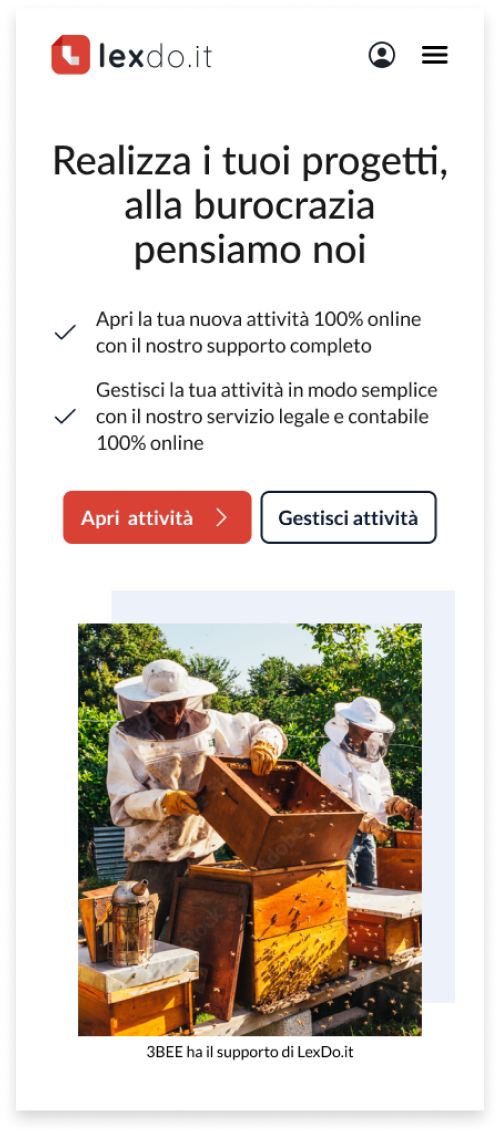 lexdo.it
Realizza i tuoi progetti,
alla burocrazia
pensiamo noi
Apri la tua nuova attività 100% online
con il nostro supporto completo
Gestisci la tua attività in modo semplice
con il nostro servizio legale e contabile
100% online
Apri attività
Gestisci attività
3BEE ha il supporto di LexDo.it